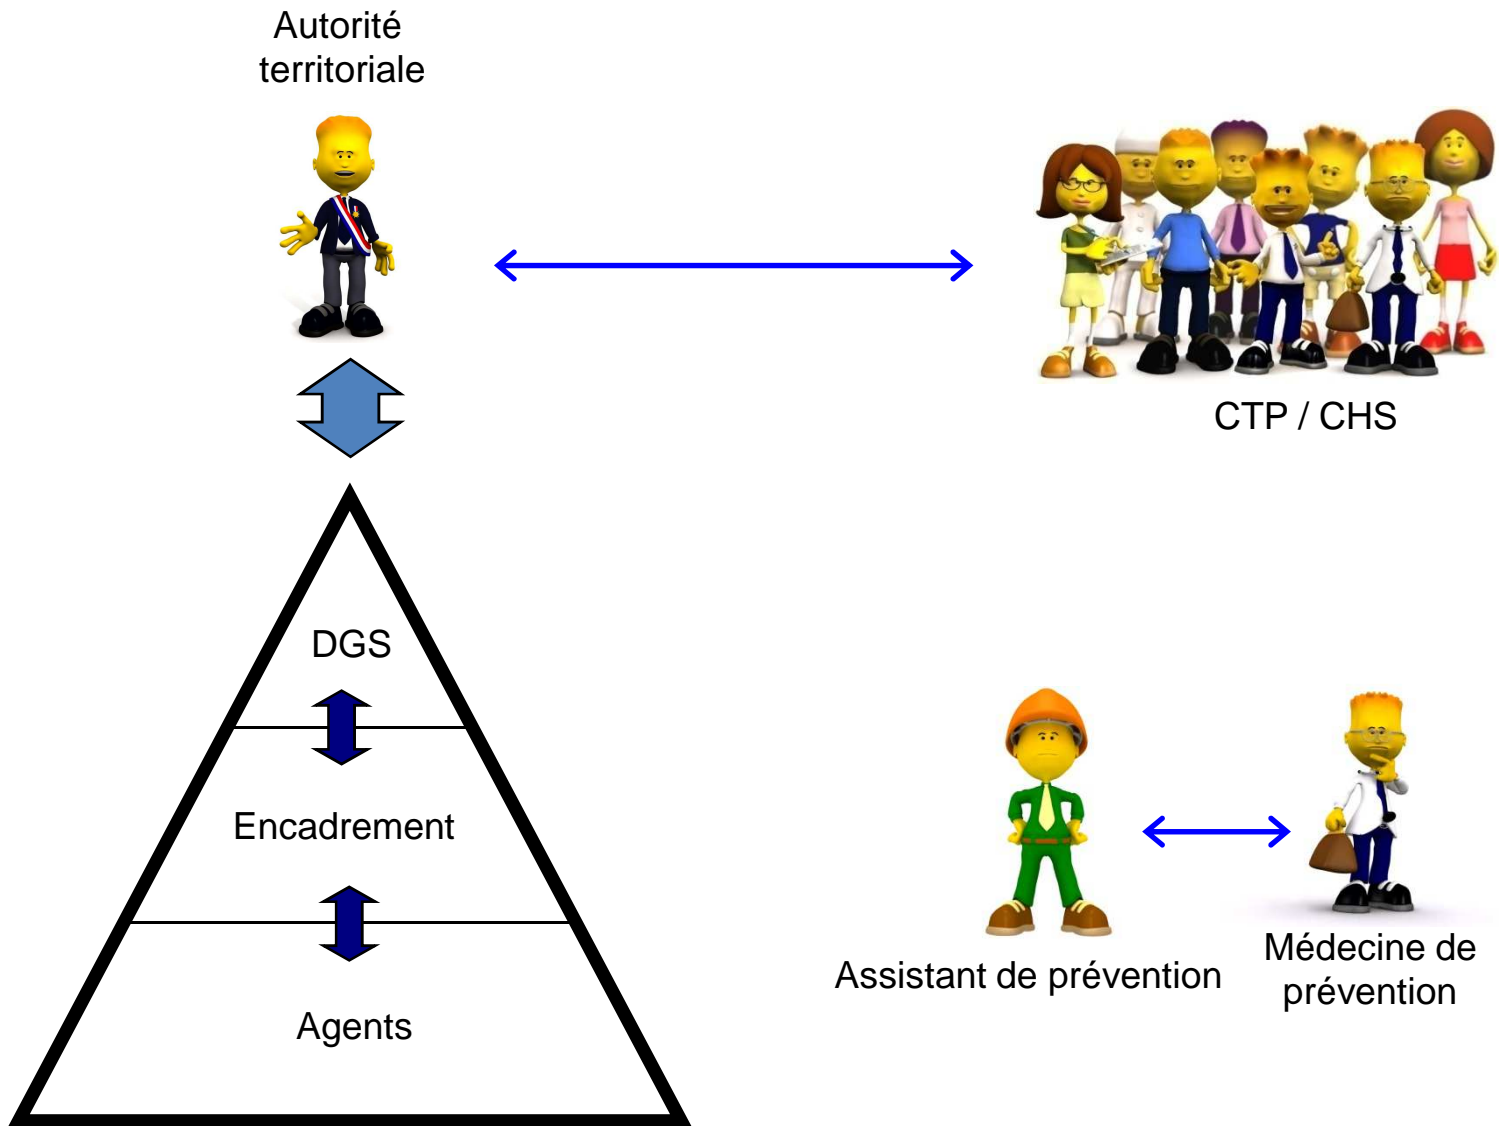 Autorité
territoriale
CTP / CHS
DGS
Encadrement
Agents
Assistant de prévention
Médecine de
prévention